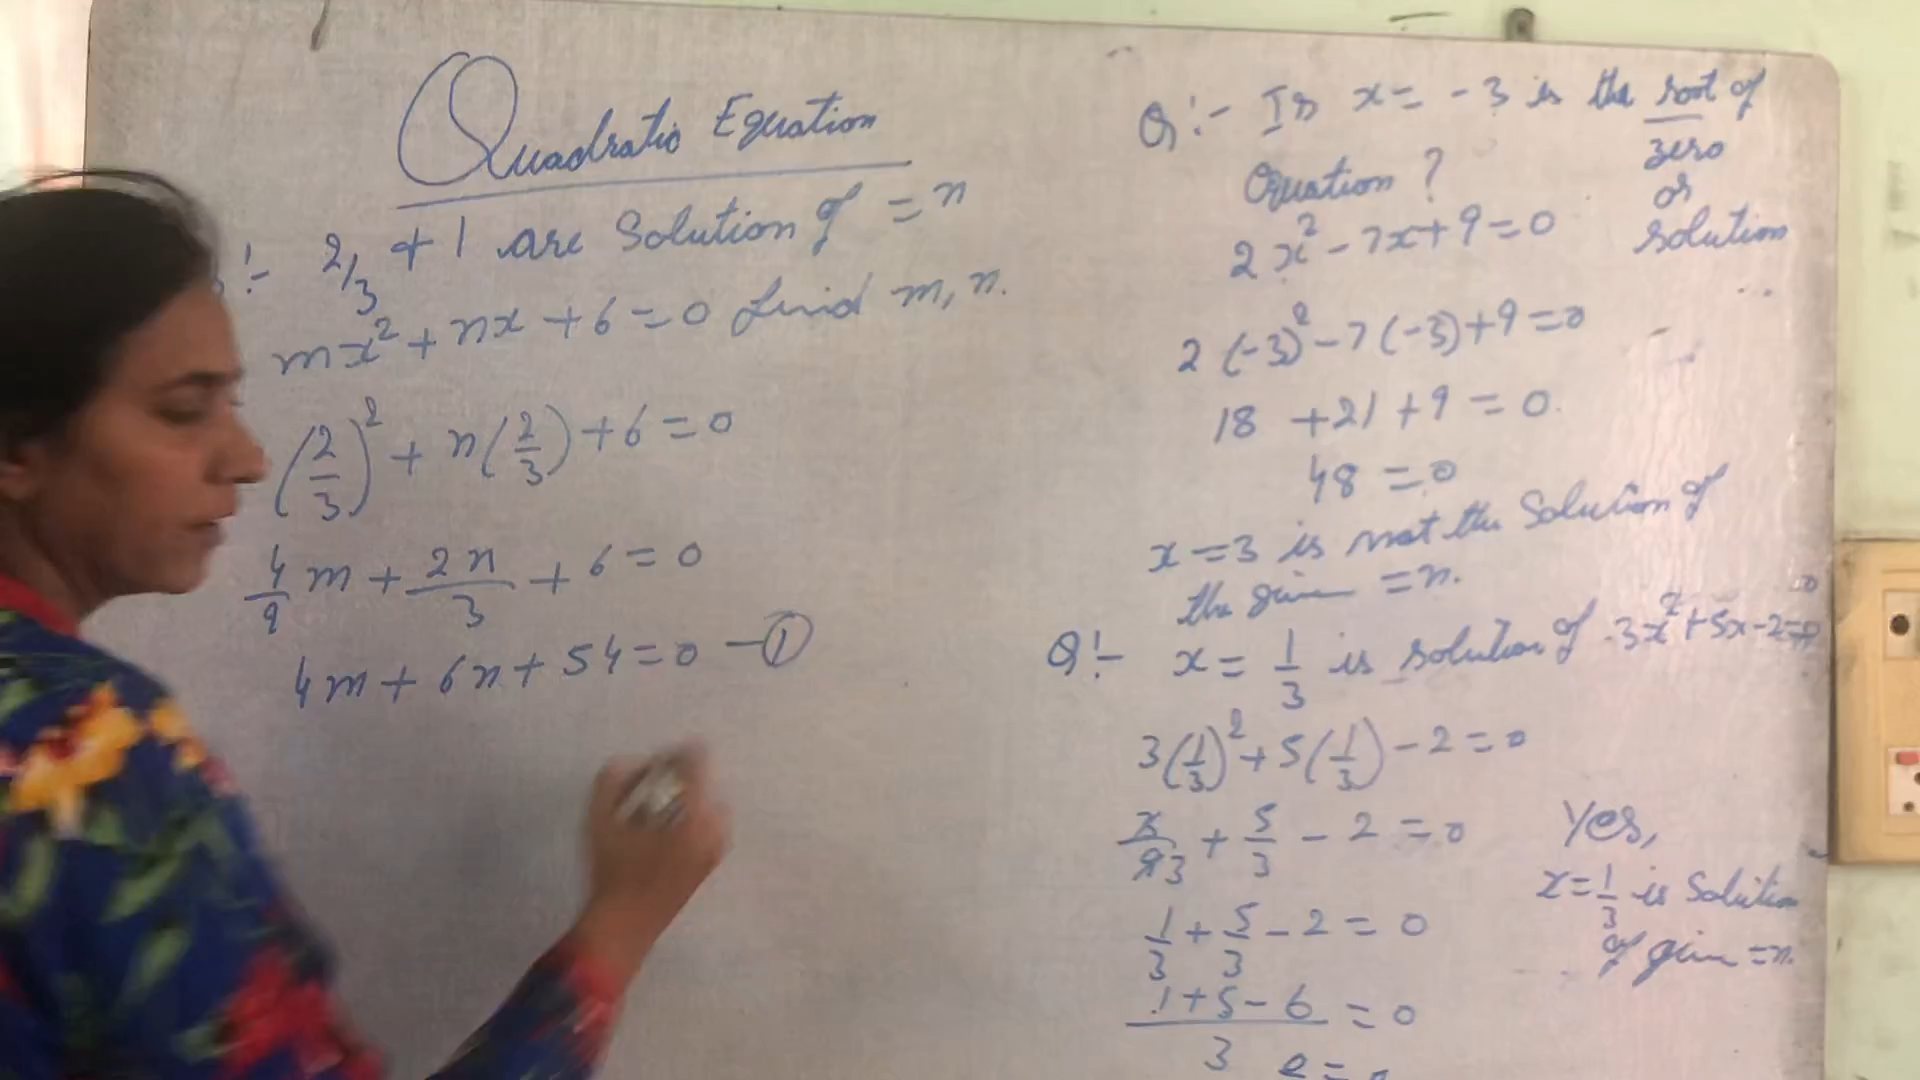 Quadratic Equation
:- 2/3 + 1 are Solution of =n
mx² + nx + 6 = 0 find m, n.
(2/3)² + n(2/3) + 6 = 0
4/9 m + 2n/3 + 6 = 0
4m + 6n + 54 = 0 - ①
Q:- Is x = -3 is the root of
zero
or
solution
Equation ?
2x² - 7x + 9 = 0
2(-3)² - 7(-3) + 9 = 0
18 + 21 + 9 = 0
48 = 0
x = 3 is not the Solution of
the given =n.
Q:- x = 1/3 is solution of 3x² + 5x - 2 = 0
3(1/3)² + 5(1/3) - 2 = 0
+ 5/3 - 2 = 0
1/3 + 5/3 - 2 = 0
1 + 5 - 6 / 3 = 0
Yes,
x = 1/3 is Solution
of given =n.